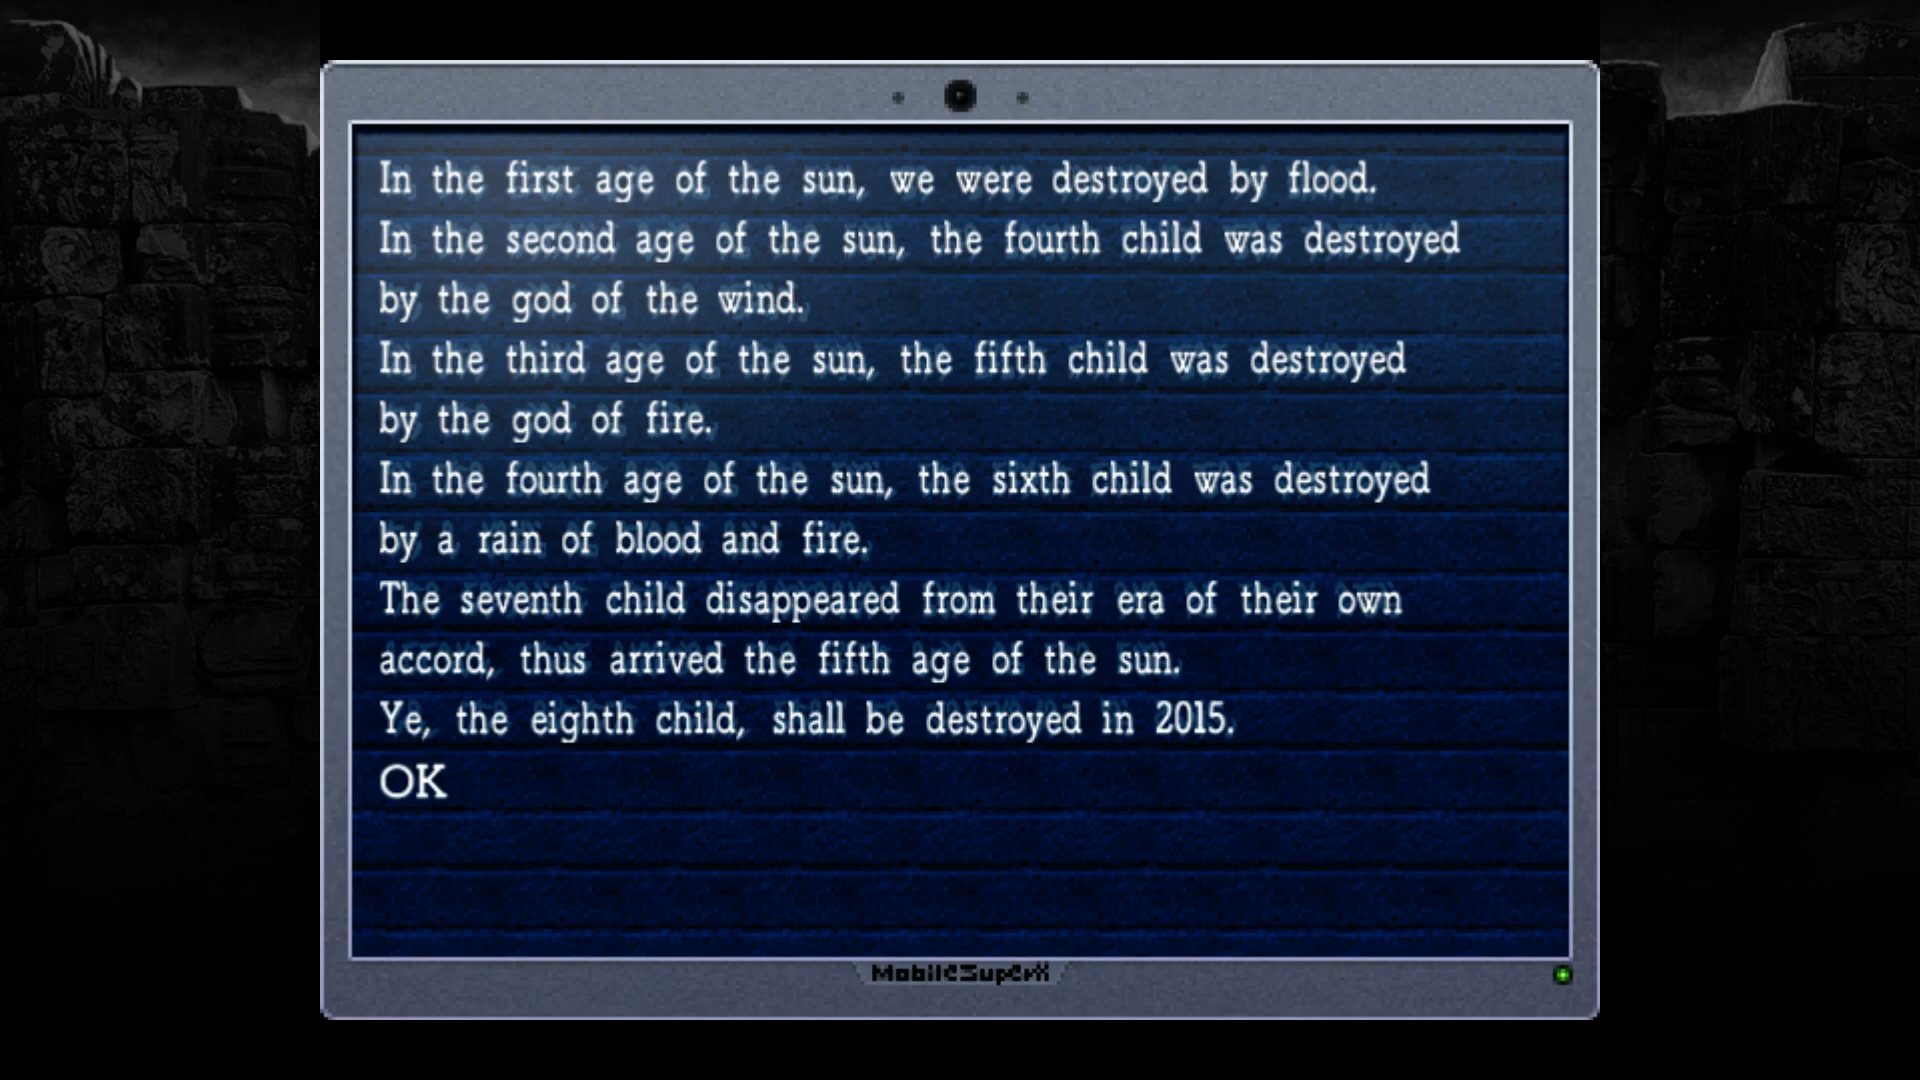 In the first age of the sun, we were destroyed by flood.
In the second age of the sun, the fourth child was destroyed
by the god of the wind.
In the third age of the sun, the fifth child was destroyed
by the god of fire.
In the fourth age of the sun, the sixth child was destroyed
by a rain of blood and fire.
The seventh child disappeared from their era of their own
accord, thus arrived the fifth age of the sun.
Ye, the eighth child, shall be destroyed in 2015.
OK
MobileSuperX